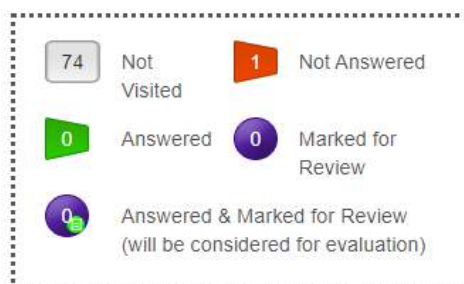 74 Not Visited
1 Not Answered
0 Answered
0 Marked for Review
0 Answered & Marked for Review
(will be considered for evaluation)